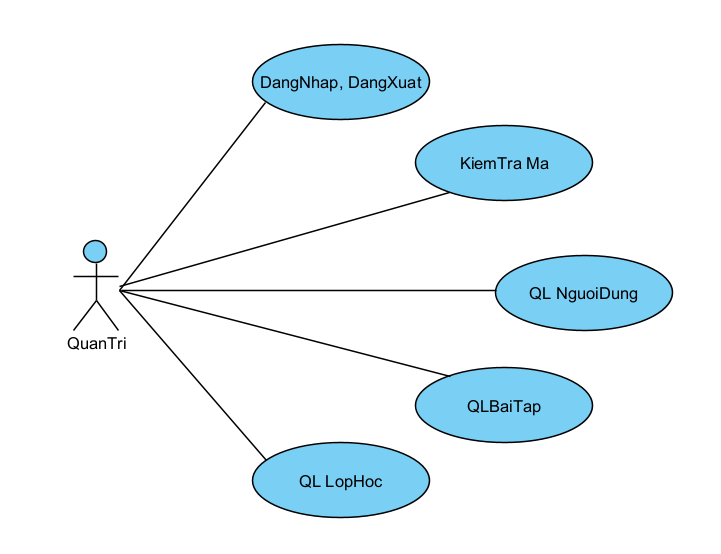 DangNhap, DangXuat
KiemTra Ma
QL NguoiDung
QuanTri
QLBaiTap
QL LopHoc